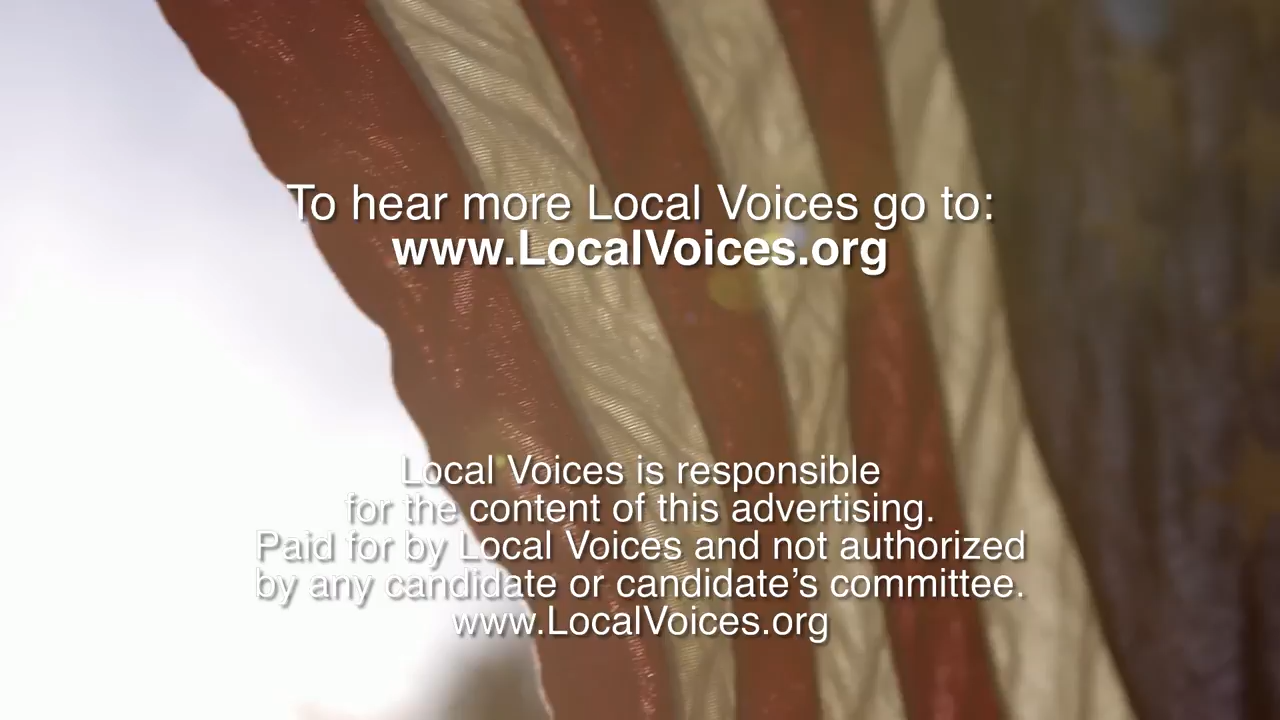 To hear more Local Voices go to:
www.LocalVoices.org
Local Voices is responsible
for the content of this advertising.
Paid for by Local Voices and not authorized
by any candidate or candidate’s committee.
www.LocalVoices.org